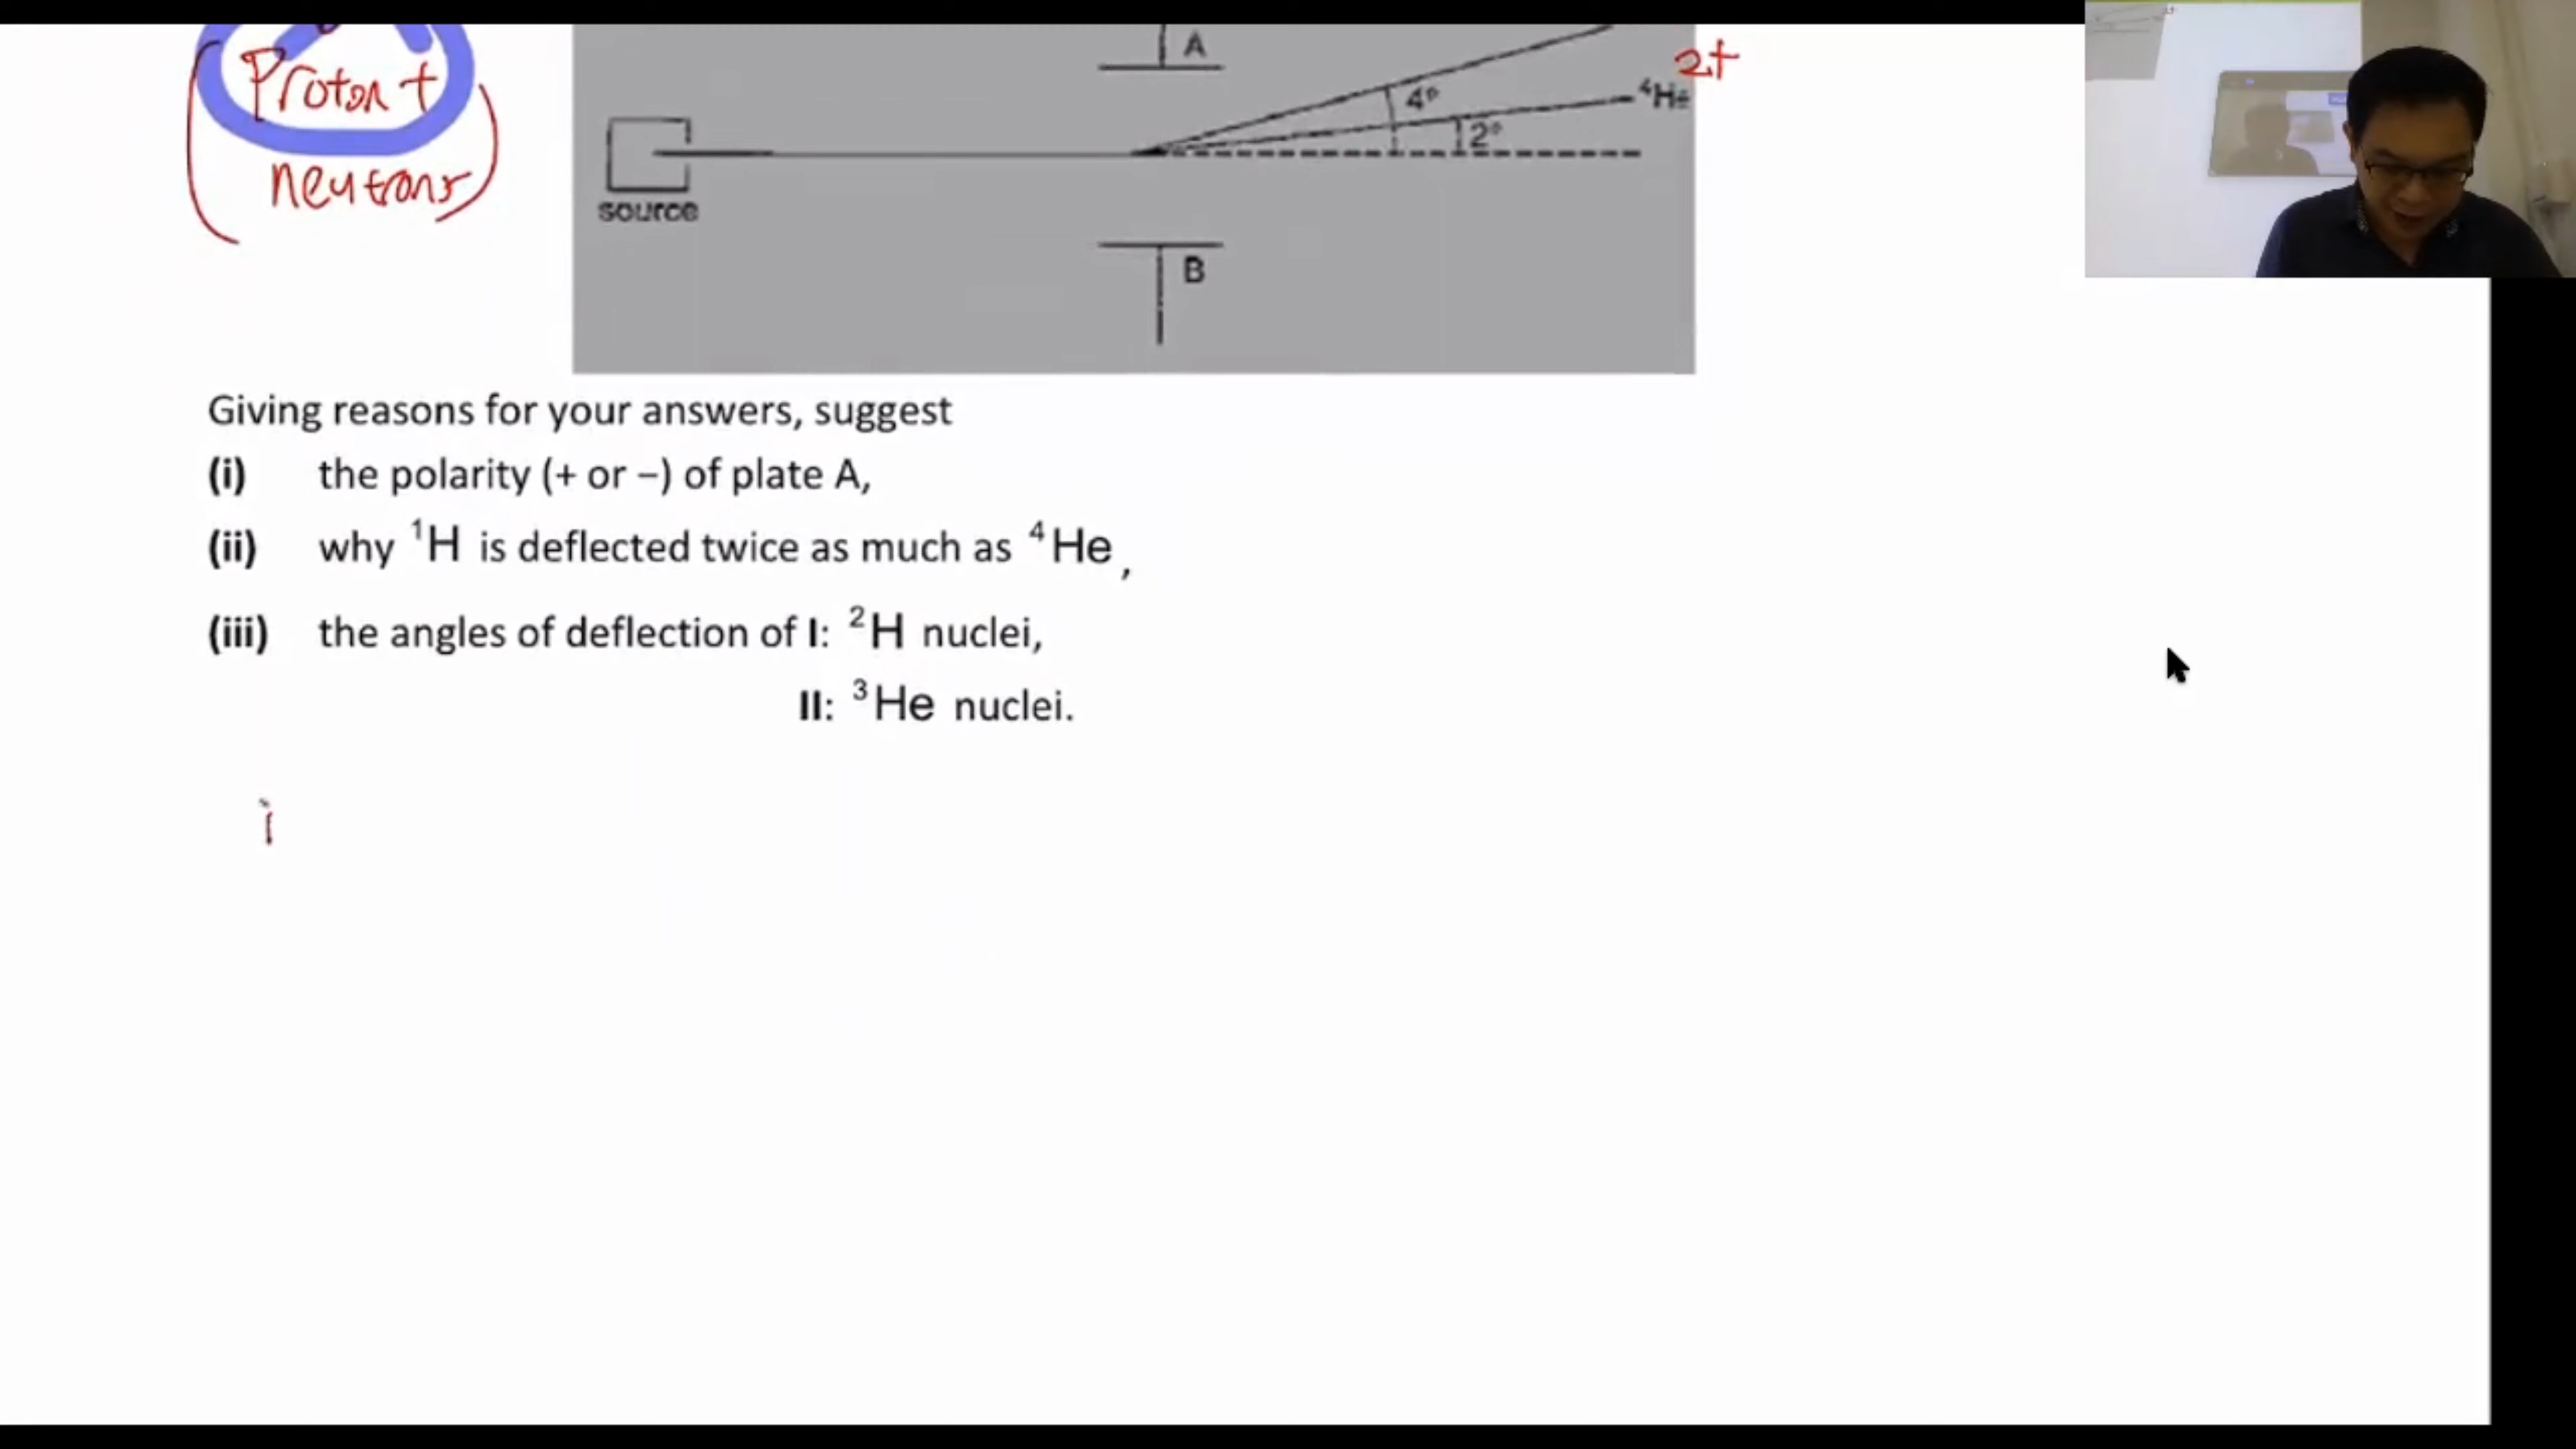 Proton +
neutrons
A
2+
4°
⁴He
2°
source
B
Giving reasons for your answers, suggest
(i) the polarity (+ or –) of plate A,
(ii) why ¹H is deflected twice as much as ⁴He,
(iii) the angles of deflection of I: ²H nuclei,
II: ³He nuclei.
i